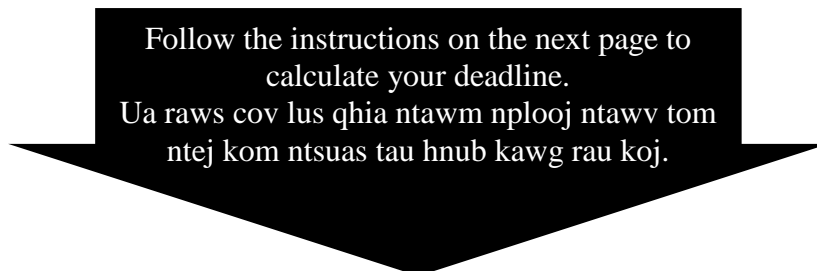 Follow the instructions on the next page to
calculate your deadline.
Ua raws cov lus qhia ntawm nplooj ntawv tom
ntej kom ntsuas tau hnub kawg rau koj.